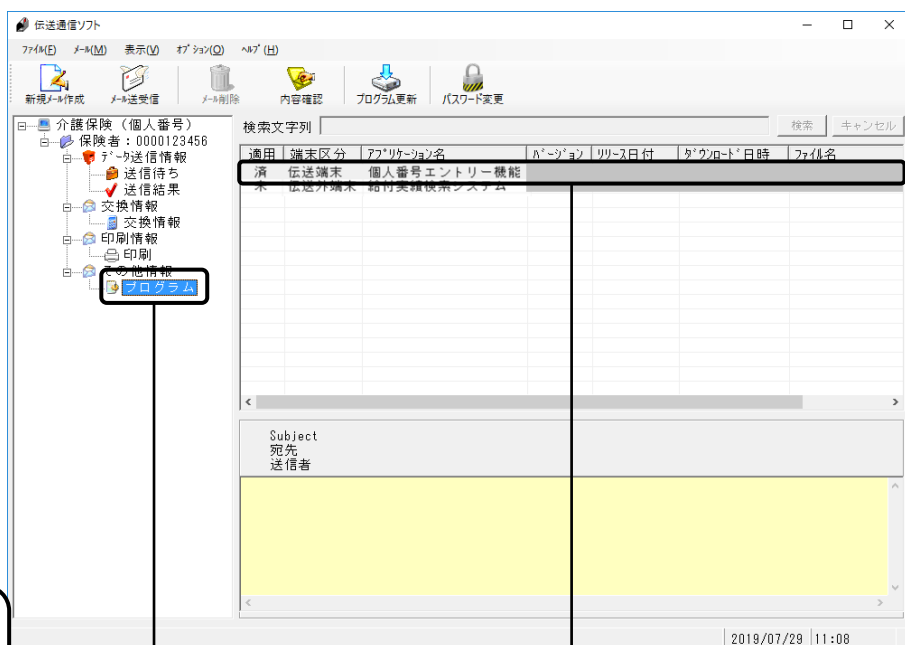 伝送通信ソフト
ファイル(F) メール(M) 表示(V) オプション(O) ヘルプ(H)
新規メール作成 メール送受信 メール削除 内容確認 プログラム更新 パスワード変更
介護保険（個人番号）
保険者：0000123456
データ送信情報
送信待ち
送信結果
交換情報
交換情報
印刷情報
印刷
その他情報
プログラム
検索文字列 検索 キャンセル
適用 端末区分 アプリケーション名 バージョン リリース日付 ダウンロード日時 ファイル名
済 伝送端末 個人番号エントリー機能
未 伝送外端末 給付実績検索システム
Subject
宛先
送信者
2019/07/29 11:08